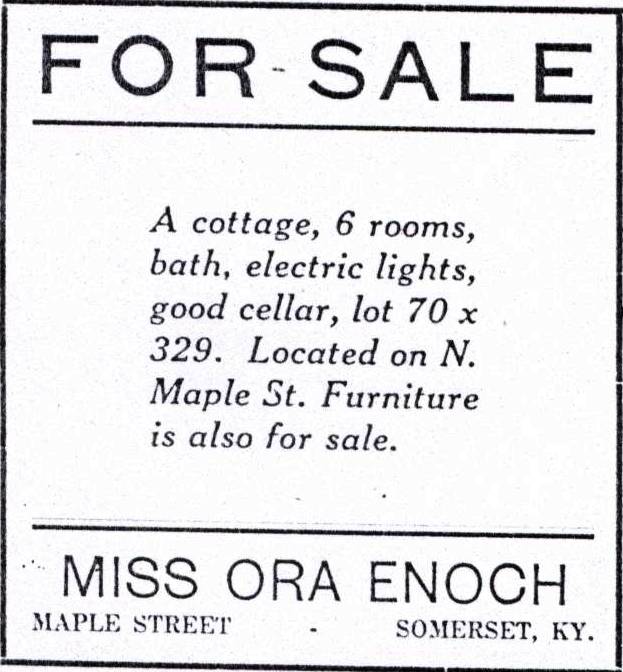 FOR SALE
A cottage, 6 rooms,
bath, electric lights,
good cellar, lot 70 x
329. Located on N.
Maple St. Furniture
is also for sale.
MISS ORA ENOCH
MAPLE STREET - SOMERSET, KY.